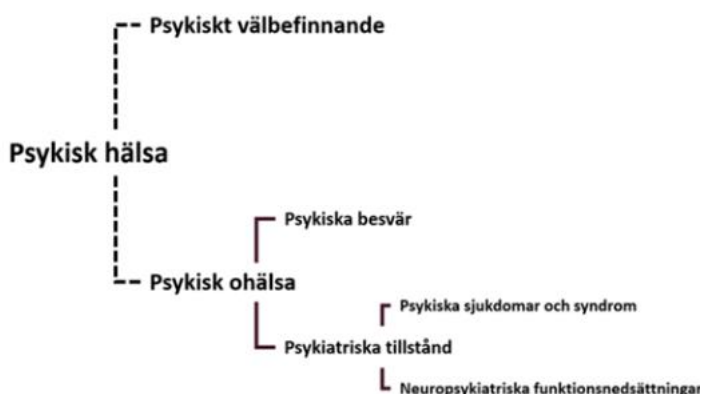 Psykiskt välbefinnande
Psykisk hälsa
Psykiska besvär
Psykisk ohälsa
Psykiska sjukdomar och syndrom
Psykiatriska tillstånd
Neuropsykiatriska funktionsnedsättningar